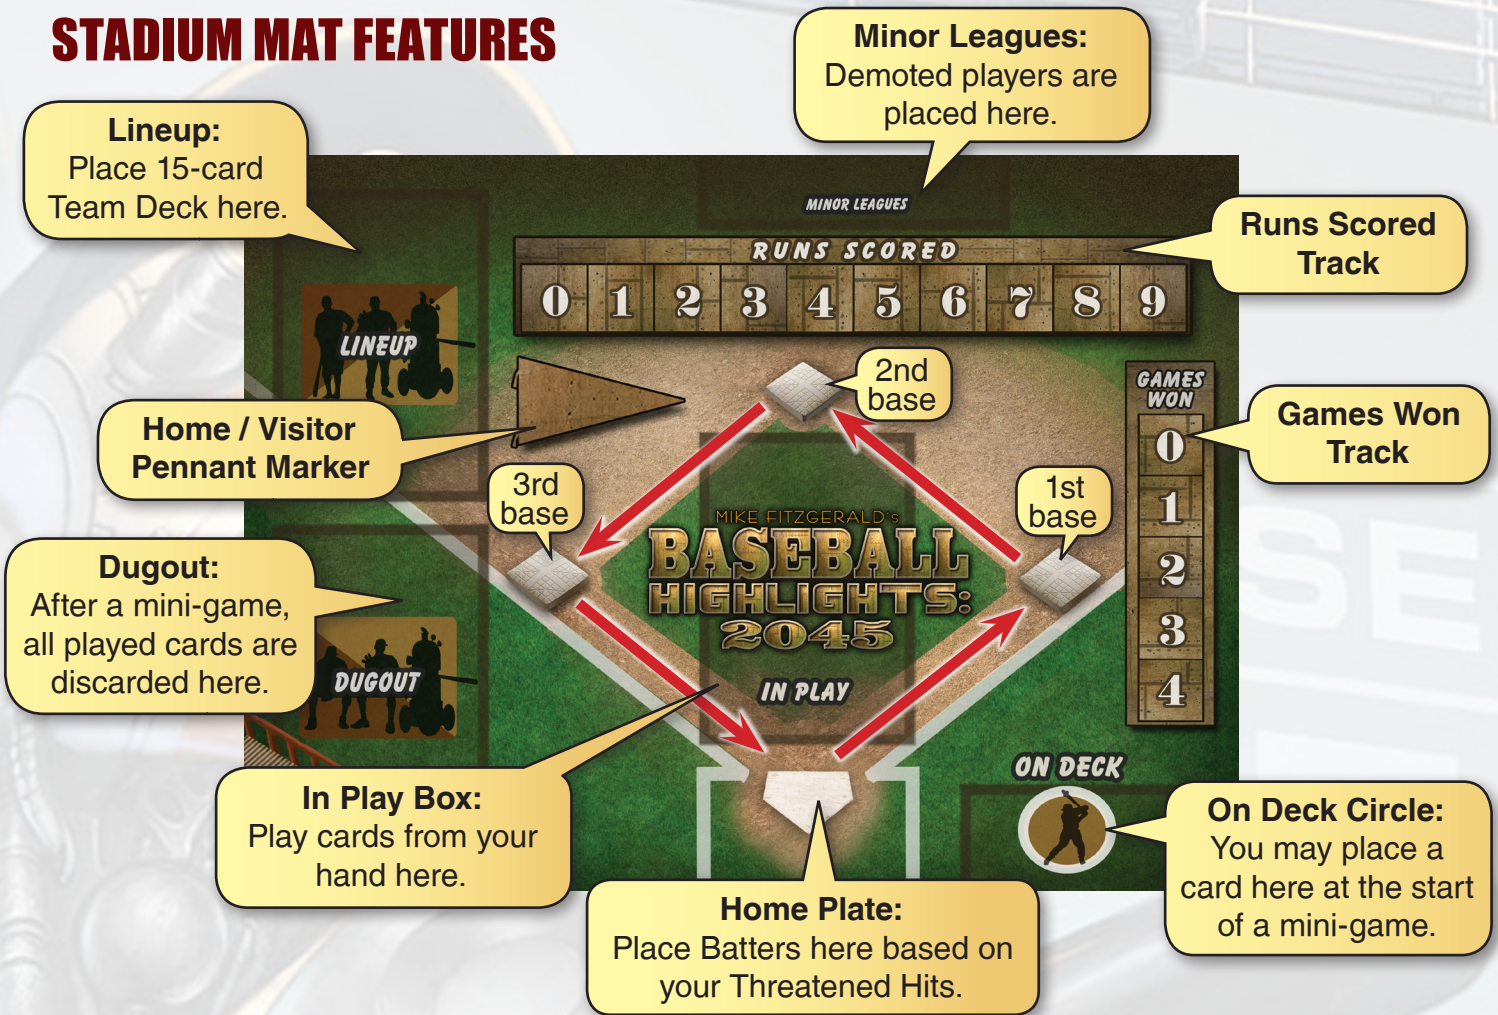 STADIUM MAT FEATURES
Minor Leagues:
Demoted players are
placed here.
Lineup:
Place 15-card
Team Deck here.
MINOR LEAGUES
Runs Scored
Track
RUNS SCORED
0 1 2 3 4 5 6 7 8 9
LINEUP
2nd
base
GAMES
WON
0
1
2
3
4
Games Won
Track
Home / Visitor
Pennant Marker
3rd
base
1st
base
MIKE FITZGERALD's
BASEBALL
HIGHLIGHTS:
2045
Dugout:
After a mini-game,
all played cards are
discarded here.
DUGOUT
IN PLAY
ON DECK
In Play Box:
Play cards from your
hand here.
On Deck Circle:
You may place a
card here at the start
of a mini-game.
Home Plate:
Place Batters here based on
your Threatened Hits.
SE